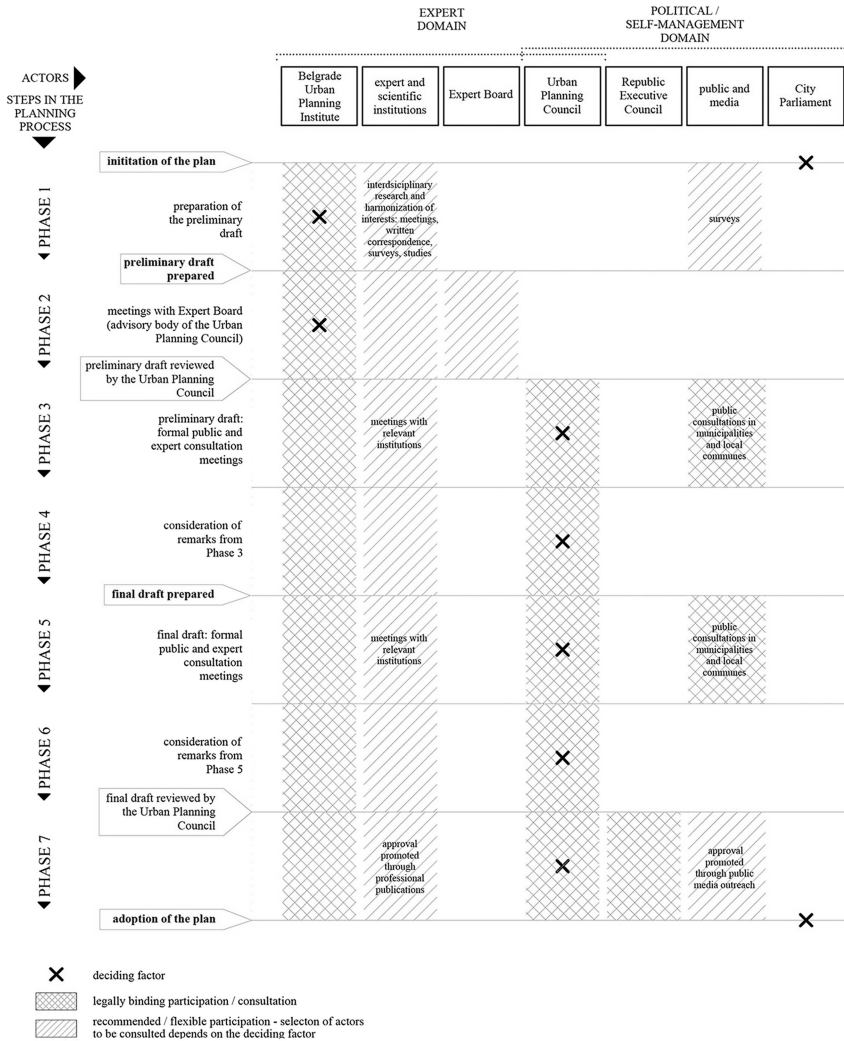 EXPERT
DOMAIN
POLITICAL /
SELF-MANAGEMENT
DOMAIN
ACTORS
STEPS IN THE
PLANNING
PROCESS
Belgrade
Urban
Planning
Institute
expert and
scientific
institutions
Expert Board
Urban
Planning
Council
Republic
Executive
Council
public and
media
City
Parliament
inititation of the plan
PHASE 1
preparation of
the preliminary
draft
interdsiciplinary
research and
harmonization of
interests: meetings,
written
correspondence,
surveys, studies
surveys
preliminary draft
prepared
PHASE 2
meetings with Expert Board
(advisory body of the Urban
Planning Council)
preliminary draft reviewed
by the Urban Planning
Council
PHASE 3
preliminary draft:
formal public and
expert consultation
meetings
meetings with
relevant
institutions
public
consultations in
municipalities
and local
communes
PHASE 4
consideration of
remarks from
Phase 3
final draft prepared
PHASE 5
final draft: formal
public and expert
consultation
meetings
meetings with
relevant
institutions
public
consultations in
municipalities
and local
communes
PHASE 6
consideration of
remarks from
Phase 5
final draft reviewed by
the Urban Planning
Council
PHASE 7
approval
promoted
through
professional
publications
approval
promoted
through public
media outreach
adoption of the plan
deciding factor
legally binding participation / consultation
recommended / flexible participation - selecton of actors
to be consulted depends on the deciding factor